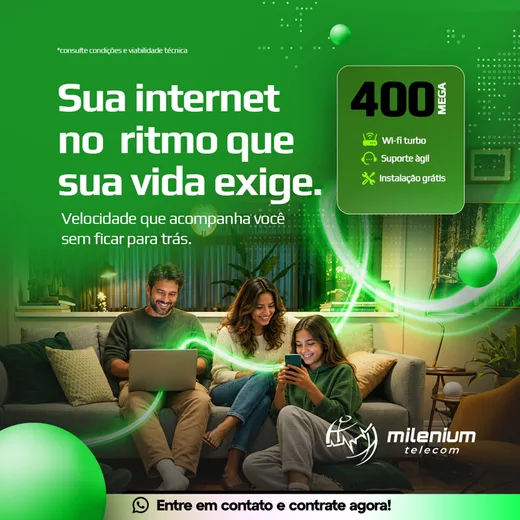 *consulte condições e viabilidade técnica
Sua internet
no ritmo que
sua vida exige.
Velocidade que acompanha você
sem ficar para trás.
400 MEGA
Wi-fi turbo
Suporte àgil
Instalação grátis
milenium
telecom
Entre em contato e contrate agora!